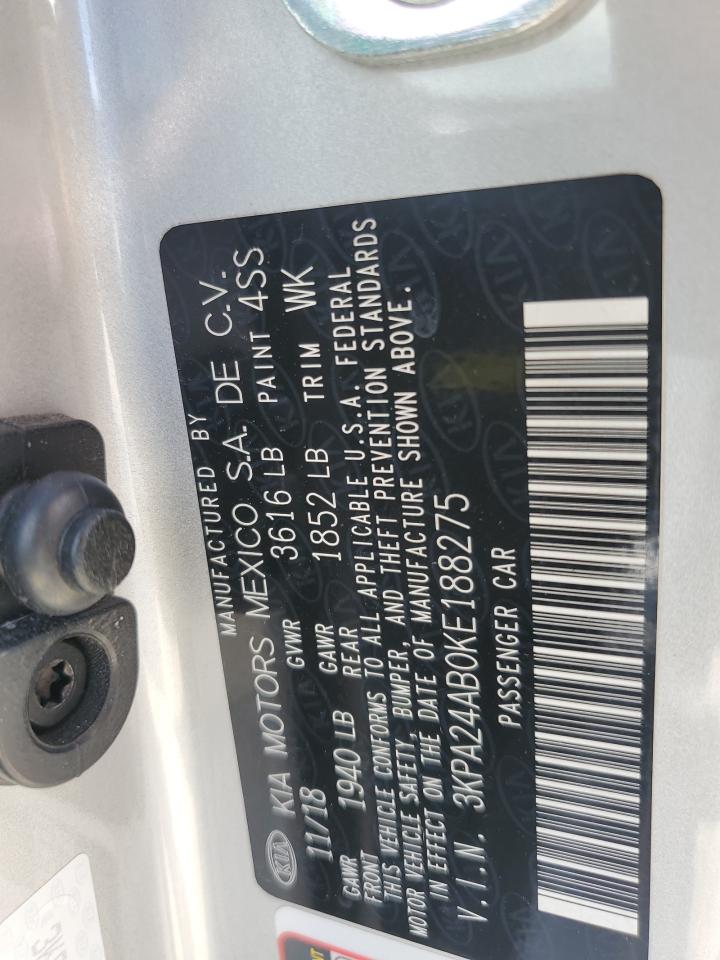 MANUFACTURED BY
KIA KIA MOTORS MEXICO S.A. DE C.V.
11/18 GVWR 3616 LB PAINT 4SS
GAWR FRONT 1940 LB GAWR REAR 1852 LB TRIM WK
THIS VEHICLE CONFORMS TO ALL APPLICABLE U.S.A. FEDERAL
MOTOR VEHICLE SAFETY, BUMPER, AND THEFT PREVENTION STANDARDS
IN EFFECT ON THE DATE OF MANUFACTURE SHOWN ABOVE.
V.I.N. 3KPA24AB0KE188275
PASSENGER CAR